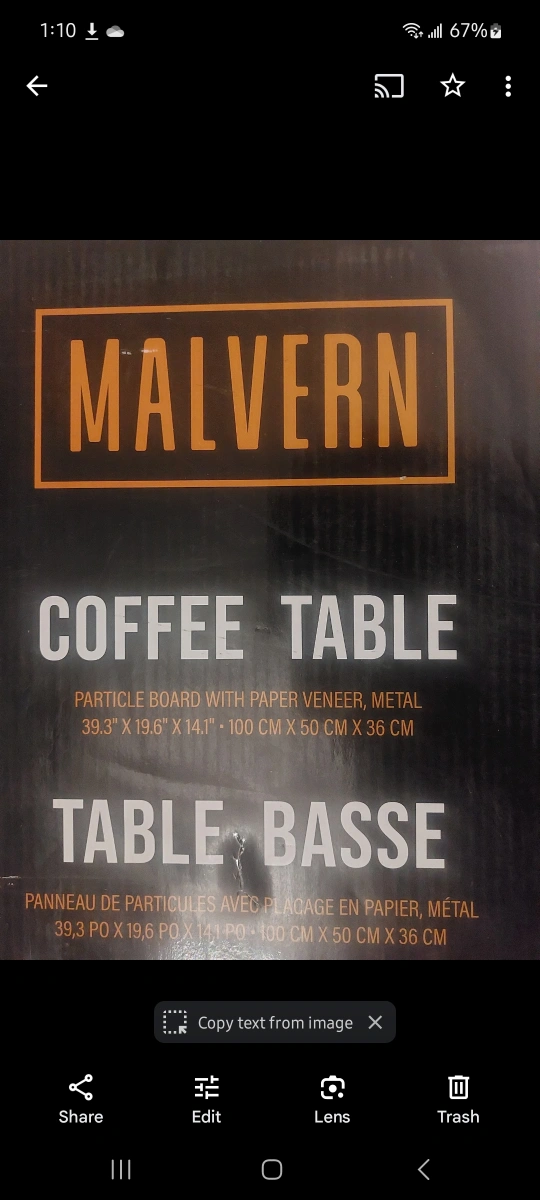 1:10
67%
MALVERN
COFFEE TABLE
PARTICLE BOARD WITH PAPER VENEER, METAL
39.3" X 19.6" X 14.1" • 100 CM X 50 CM X 36 CM
TABLE BASSE
PANNEAU DE PARTICULES AVEC PLACAGE EN PAPIER, MÉTAL
39,3 PO X 19,6 PO X 14,1 PO • 100 CM X 50 CM X 36 CM
Copy text from image
Share Edit Lens Trash